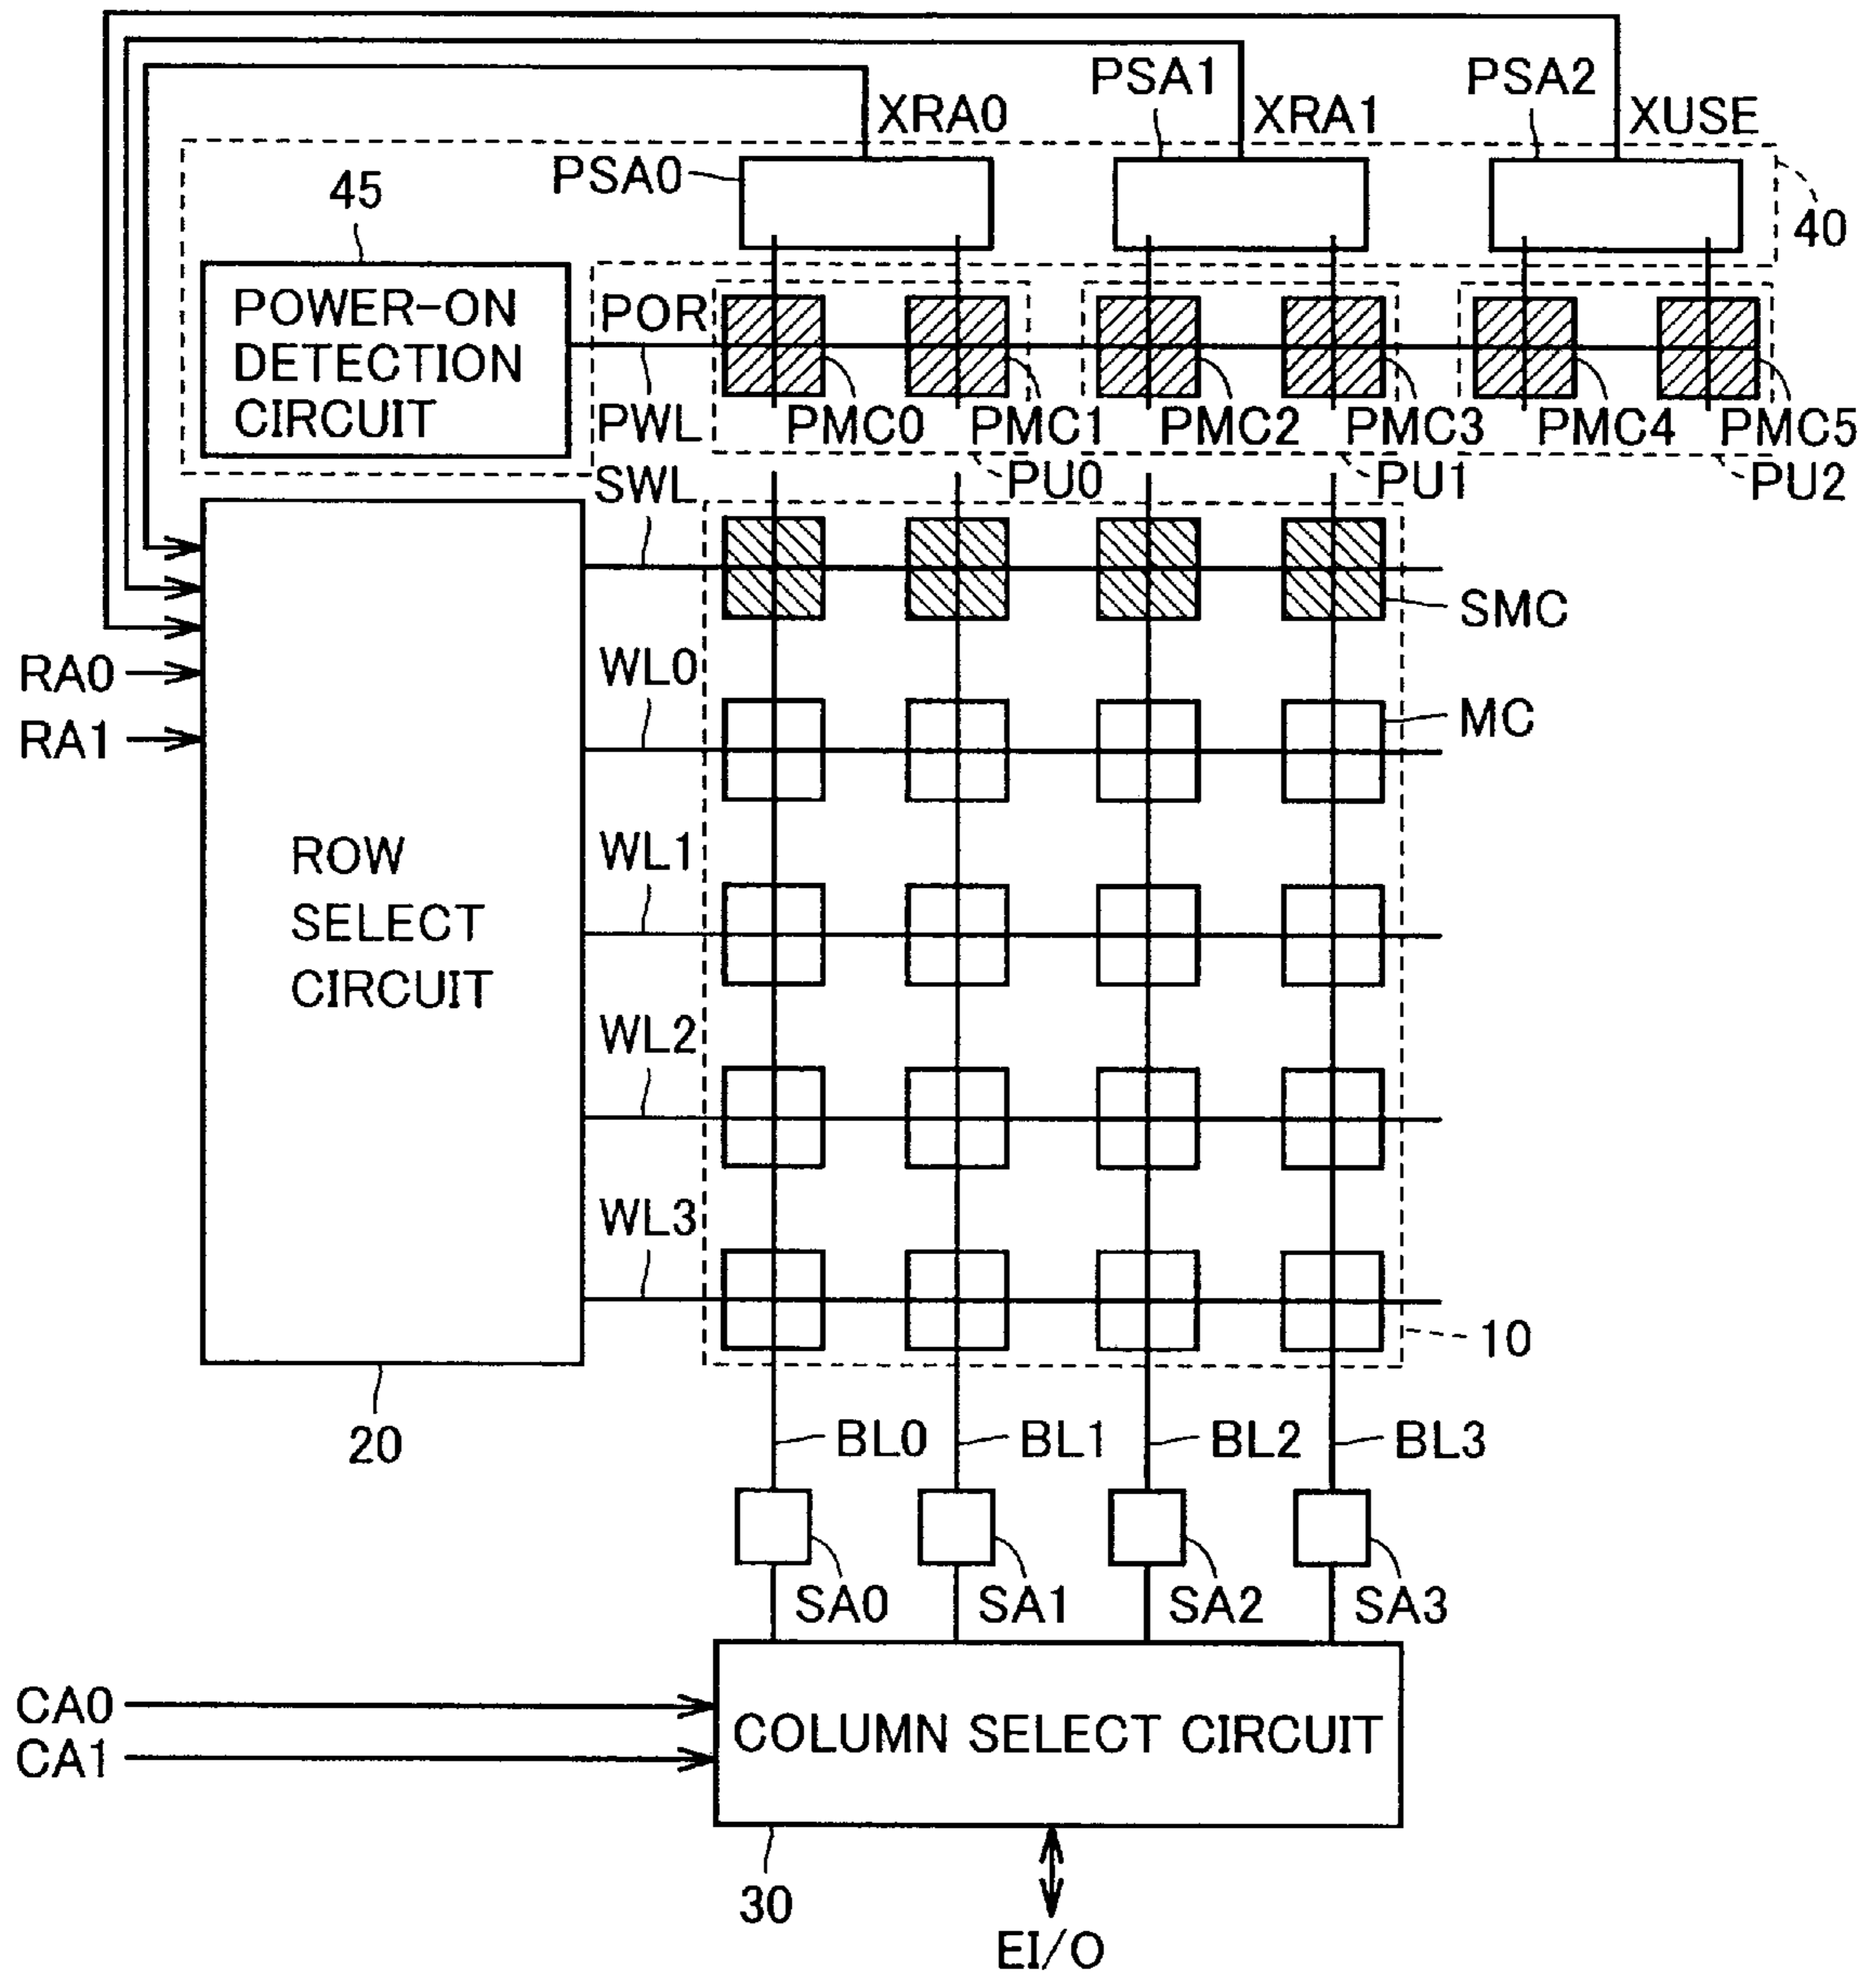 PSA1
PSA2
XRA0
XRA1
XUSE
PSA0
45
40
POWER-ON
DETECTION
CIRCUIT
POR
PWL
PMC0
PMC1
PMC2
PMC3
PMC4
PMC5
SWL
PU0
PU1
PU2
SMC
RA0
WL0
MC
RA1
ROW
SELECT
CIRCUIT
WL1
WL2
WL3
10
20
BL0
BL1
BL2
BL3
SA0
SA1
SA2
SA3
CA0
CA1
COLUMN SELECT CIRCUIT
30
EI/O